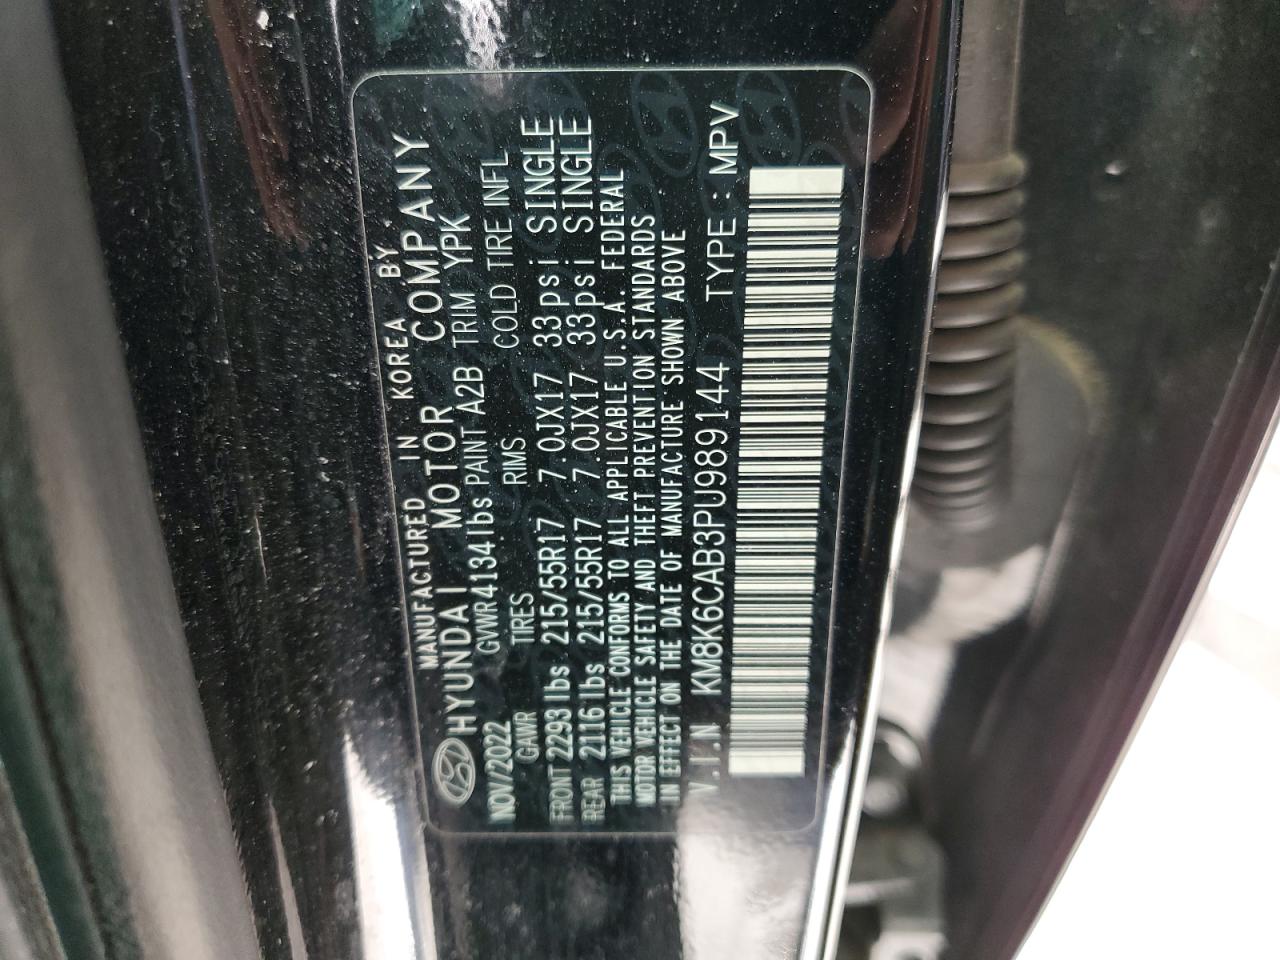 MANUFACTURED IN KOREA BY
HYUNDAI MOTOR COMPANY
NOV/2022 GVWR 4134lbs PAINT A2B TRIM YPK
GAWR TIRES RIMS COLD TIRE INFL
FRONT 2293lbs 215/55R17 7.0JX17 33psi SINGLE
REAR 2116lbs 215/55R17 7.0JX17 33psi SINGLE
THIS VEHICLE CONFORMS TO ALL APPLICABLE U.S.A. FEDERAL
MOTOR VEHICLE SAFETY AND THEFT PREVENTION STANDARDS
IN EFFECT ON THE DATE OF MANUFACTURE SHOWN ABOVE
V.I.N KM8K6CAB3PU989144 TYPE : MPV